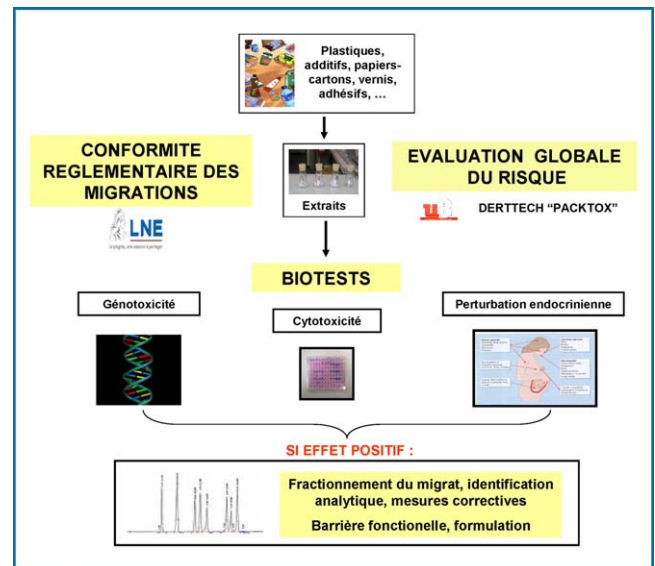 Plastiques,
additifs, papiers-
cartons, vernis,
adhésifs, ...
CONFORMITE
REGLEMENTAIRE DES
MIGRATIONS
LNE
Extraits
EVALUATION GLOBALE
DU RISQUE
uB
DERTTECH “PACKTOX”
BIOTESTS
Génotoxicité
Cytotoxicité
Perturbation endocrinienne
SI EFFET POSITIF :
Fractionnement du migrat, identification
analytique, mesures correctives
Barrière fonctionelle, formulation